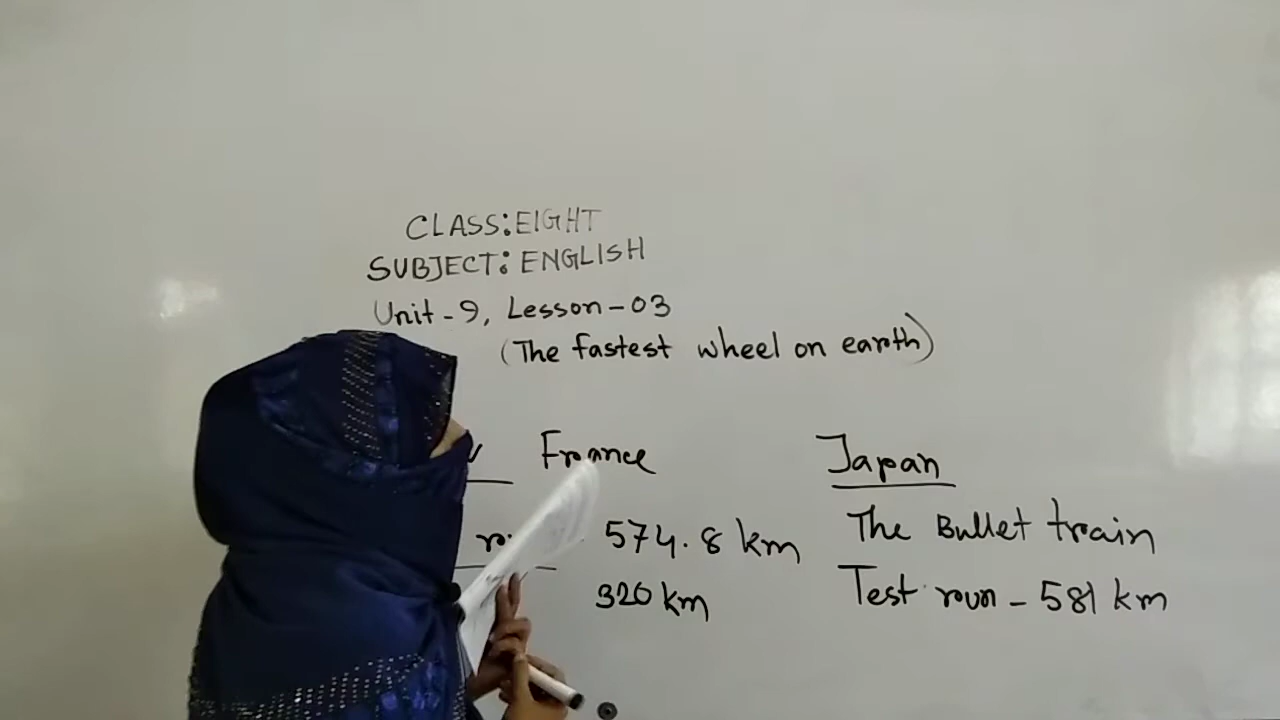 CLASS: EIGHT
SUBJECT: ENGLISH
Unit - 9, Lesson - 03
(The fastest wheel on earth)
France
574.8 km
320 km
Japan
The Bullet train
Test run - 581 km